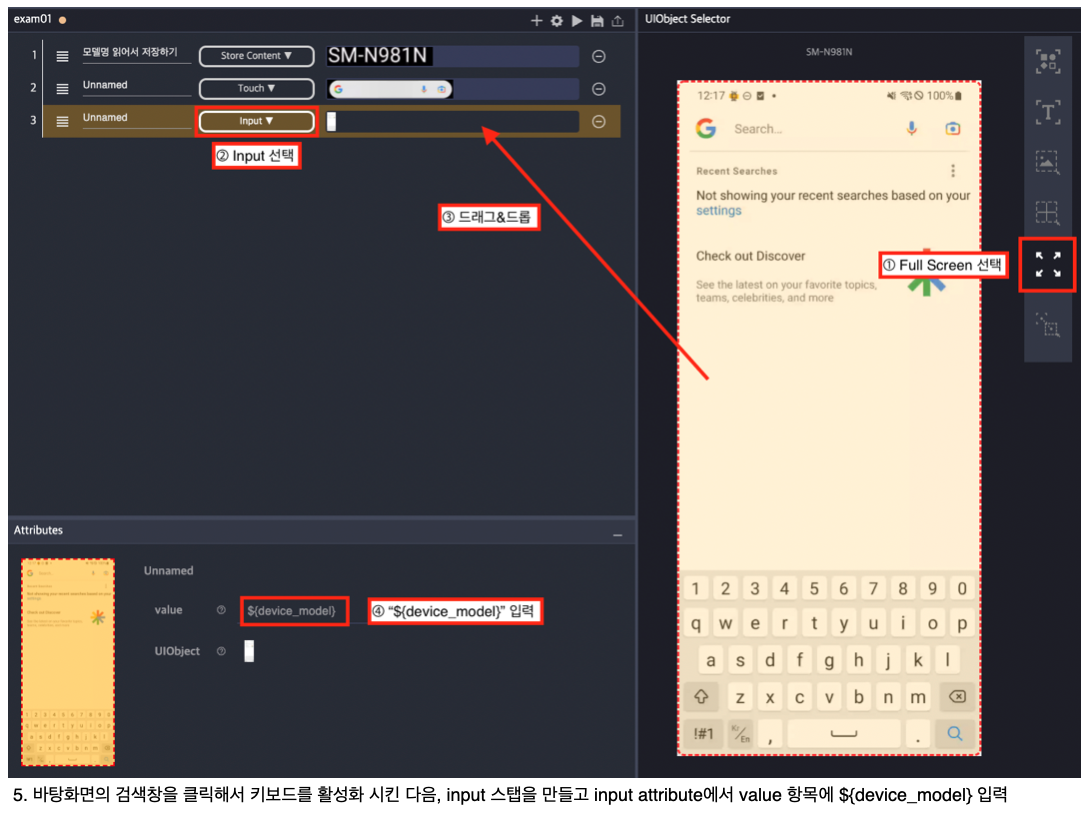 exam01
UIObject Selector
1
모델명 읽어서 저장하기
Store Content ▼
SM-N981N
2
Unnamed
Touch ▼
3
Unnamed
Input ▼
② Input 선택
③ 드래그&드롭
SM-N981N
12:17
100%
Search...
Recent Searches
Not showing your recent searches based on your
settings
Check out Discover
① Full Screen 선택
See the latest on your favorite topics,
teams, celebrities, and more
1 2 3 4 5 6 7 8 9 0
q w e r t y u i o p
a s d f g h j k l
z x c v b n m
!#1 Kr/En , .
Attributes
Unnamed
value
${device_model}
④ “${device_model}” 입력
UIObject
5. 바탕화면의 검색창을 클릭해서 키보드를 활성화 시킨 다음, input 스탭을 만들고 input attribute에서 value 항목에 ${device_model} 입력